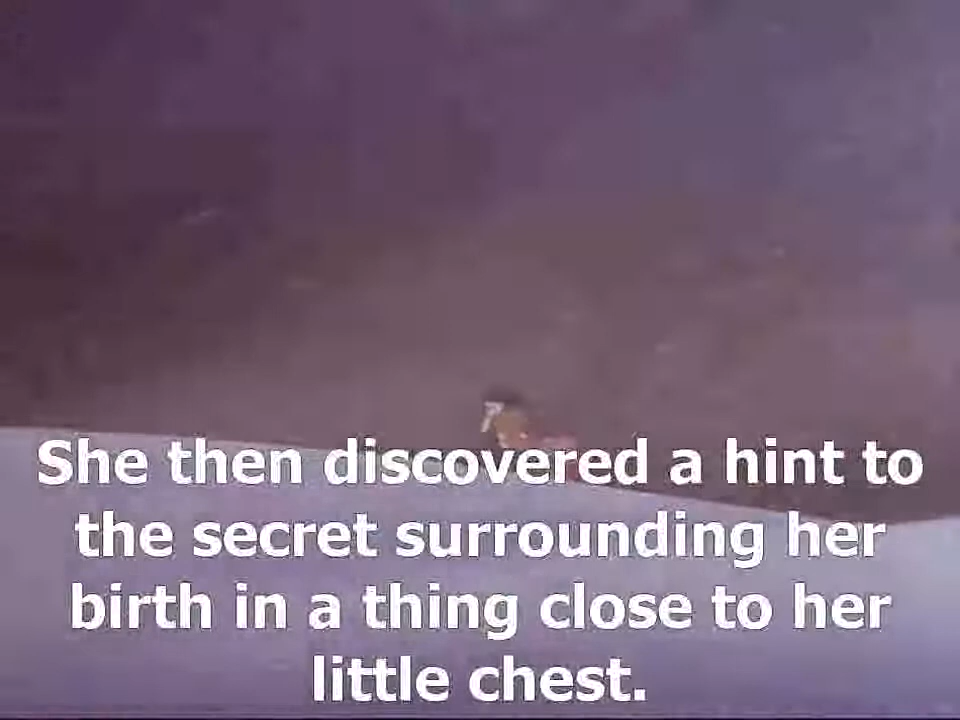 She then discovered a hint to
the secret surrounding her
birth in a thing close to her
little chest.